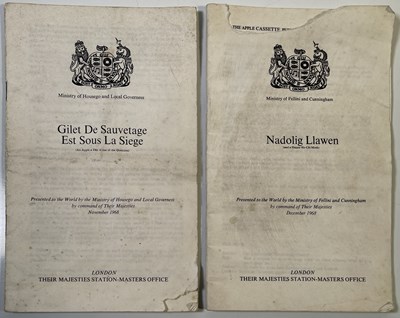 Ministry of Housego and Local Governers
Gilet De Sauvetage
Est Sous La Siege
Presented to the World by the Ministry of Housego and Local Governers
by command of Their Majesties
November 1968
LONDON
THEIR MAJESTIES STATION-MASTERS OFFICE
THE APPLE CASSETTE
Ministry of Fellini and Cunningham
Nadolig Llawen
Presented to the World by the Ministry of Fellini and Cunningham
by command of Their Majesties
December 1968
LONDON
THEIR MAJESTIES STATION-MASTERS OFFICE